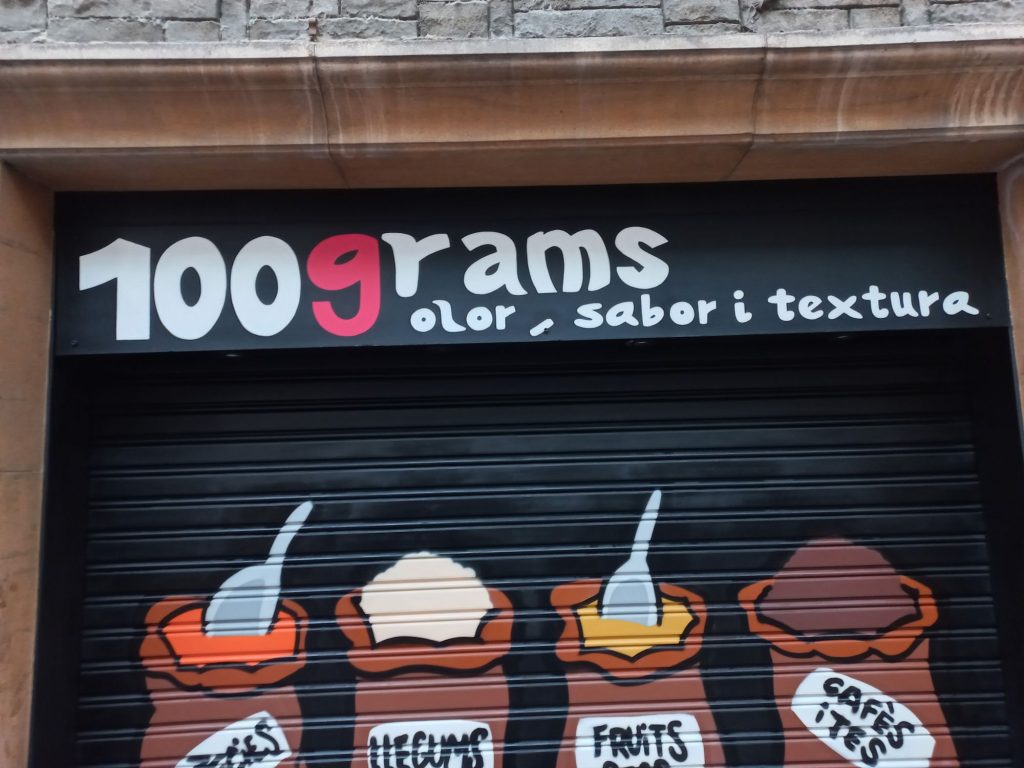 100grams
olor, sabor i textura
LLEGUMS
FRUITS
CAFÈS
i TES